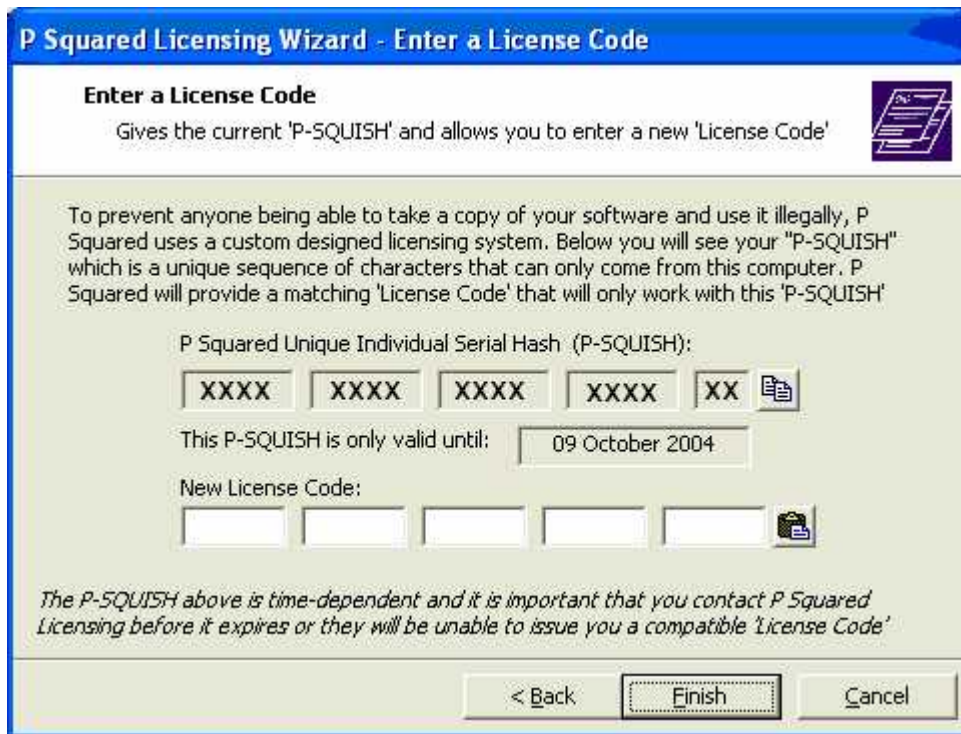 P Squared Licensing Wizard - Enter a License Code
Enter a License Code
Gives the current 'P-SQUISH' and allows you to enter a new 'License Code'
To prevent anyone being able to take a copy of your software and use it illegally, P
Squared uses a custom designed licensing system. Below you will see your "P-SQUISH"
which is a unique sequence of characters that can only come from this computer. P
Squared will provide a matching 'License Code' that will only work with this 'P-SQUISH'
P Squared Unique Individual Serial Hash (P-SQUISH):
XXXX XXXX XXXX XXXX XX
This P-SQUISH is only valid until: 09 October 2004
New License Code:
The P-SQUISH above is time-dependent and it is important that you contact P Squared
Licensing before it expires or they will be unable to issue you a compatible 'License Code'
< Back Finish Cancel